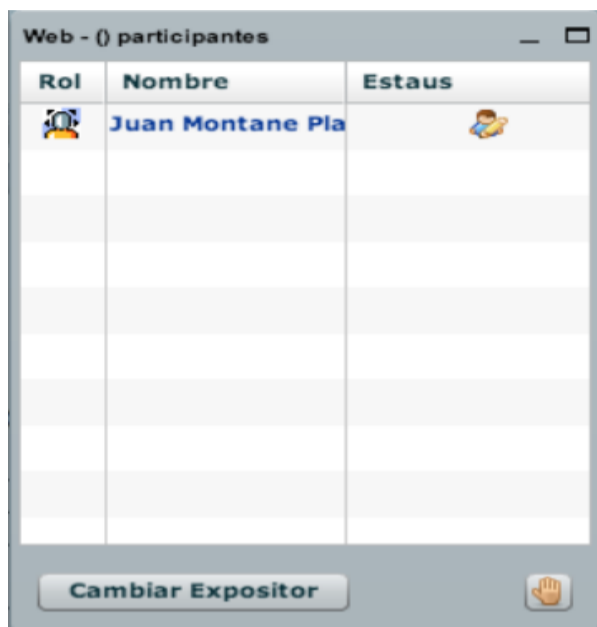 Web - () participantes
Rol Nombre Estaus
Juan Montane Pla
Cambiar Expositor